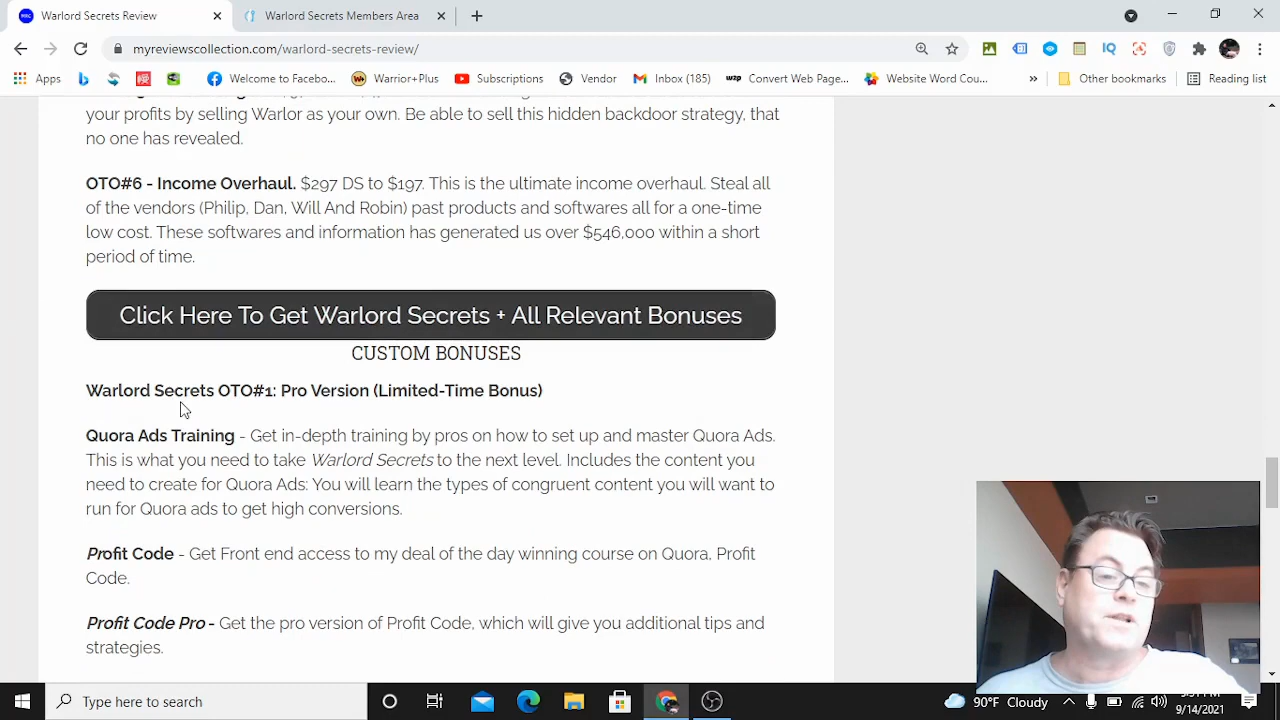 Warlord Secrets Review
Warlord Secrets Members Area
myreviewscollection.com/warlord-secrets-review/
Apps
Welcome to Facebo...
Warrior+Plus
Subscriptions
Vendor
Inbox (185)
Convert Web Page...
Website Word Cou...
»
Other bookmarks
Reading list
your profits by selling Warlor as your own. Be able to sell this hidden backdoor strategy, that
no one has revealed.
OTO#6 - Income Overhaul. $297 DS to $197. This is the ultimate income overhaul. Steal all
of the vendors (Philip, Dan, Will And Robin) past products and softwares all for a one-time
low cost. These softwares and information has generated us over $546,000 within a short
period of time.
Click Here To Get Warlord Secrets + All Relevant Bonuses
CUSTOM BONUSES
Warlord Secrets OTO#1: Pro Version (Limited-Time Bonus)
Quora Ads Training - Get in-depth training by pros on how to set up and master Quora Ads.
This is what you need to take Warlord Secrets to the next level. Includes the content you
need to create for Quora Ads: You will learn the types of congruent content you will want to
run for Quora ads to get high conversions.
Profit Code - Get Front end access to my deal of the day winning course on Quora, Profit
Code.
Profit Code Pro - Get the pro version of Profit Code, which will give you additional tips and
strategies.
Type here to search
90°F Cloudy
9/14/2021